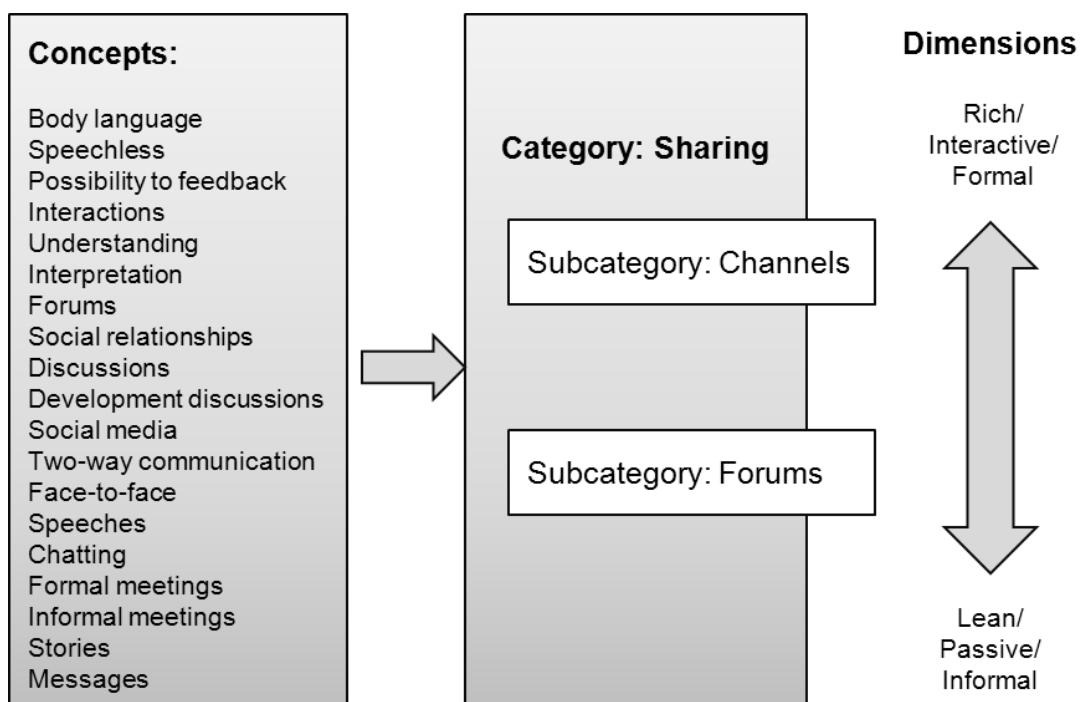 Concepts:
Body language
Speechless
Possibility to feedback
Interactions
Understanding
Interpretation
Forums
Social relationships
Discussions
Development discussions
Social media
Two-way communication
Face-to-face
Speeches
Chatting
Formal meetings
Informal meetings
Stories
Messages
Category: Sharing
Subcategory: Channels
Subcategory: Forums
Dimensions
Rich/
Interactive/
Formal
Lean/
Passive/
Informal